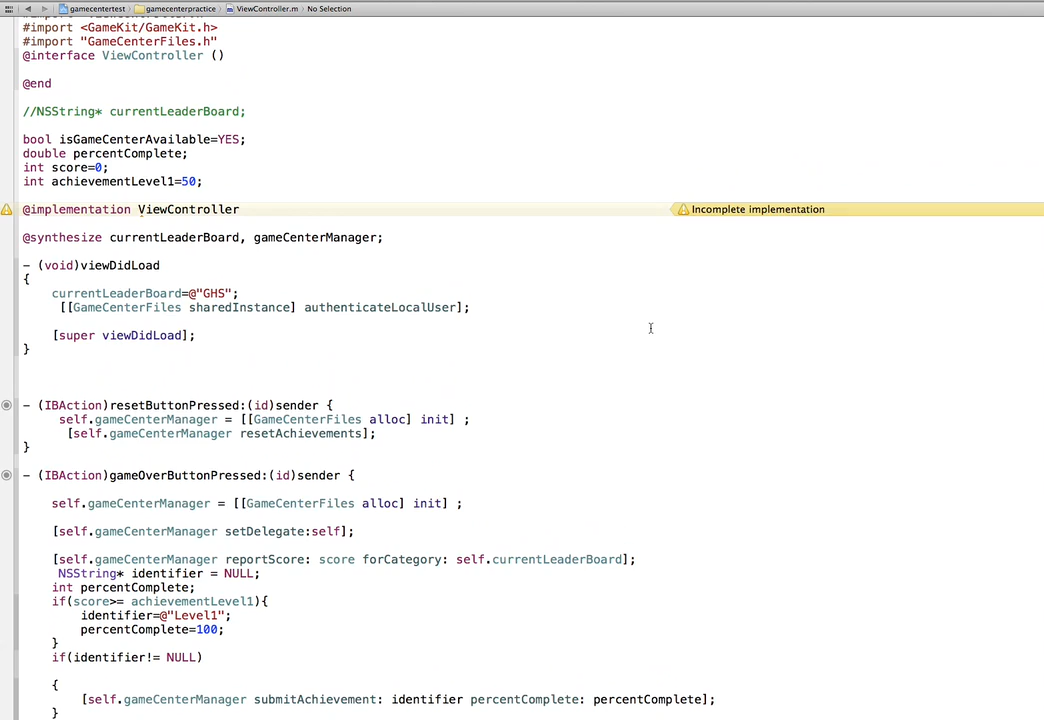 gamecentertest gamecenterpractice ViewController.m No Selection
#import <GameKit/GameKit.h>
#import "GameCenterFiles.h"
@interface ViewController ()
@end
//NSString* currentLeaderBoard;
bool isGameCenterAvailable=YES;
double percentComplete;
int score=0;
int achievementLevel1=50;
@implementation ViewController Incomplete implementation
@synthesize currentLeaderBoard, gameCenterManager;
- (void)viewDidLoad
{
currentLeaderBoard=@"GHS";
[[GameCenterFiles sharedInstance] authenticateLocalUser];
[super viewDidLoad];
}
- (IBAction)resetButtonPressed:(id)sender {
self.gameCenterManager = [[GameCenterFiles alloc] init] ;
[self.gameCenterManager resetAchievements];
}
- (IBAction)gameOverButtonPressed:(id)sender {
self.gameCenterManager = [[GameCenterFiles alloc] init] ;
[self.gameCenterManager setDelegate:self];
[self.gameCenterManager reportScore: score forCategory: self.currentLeaderBoard];
NSString* identifier = NULL;
int percentComplete;
if(score>= achievementLevel1){
identifier=@"Level1";
percentComplete=100;
}
if(identifier!= NULL)
{
[self.gameCenterManager submitAchievement: identifier percentComplete: percentComplete];
}